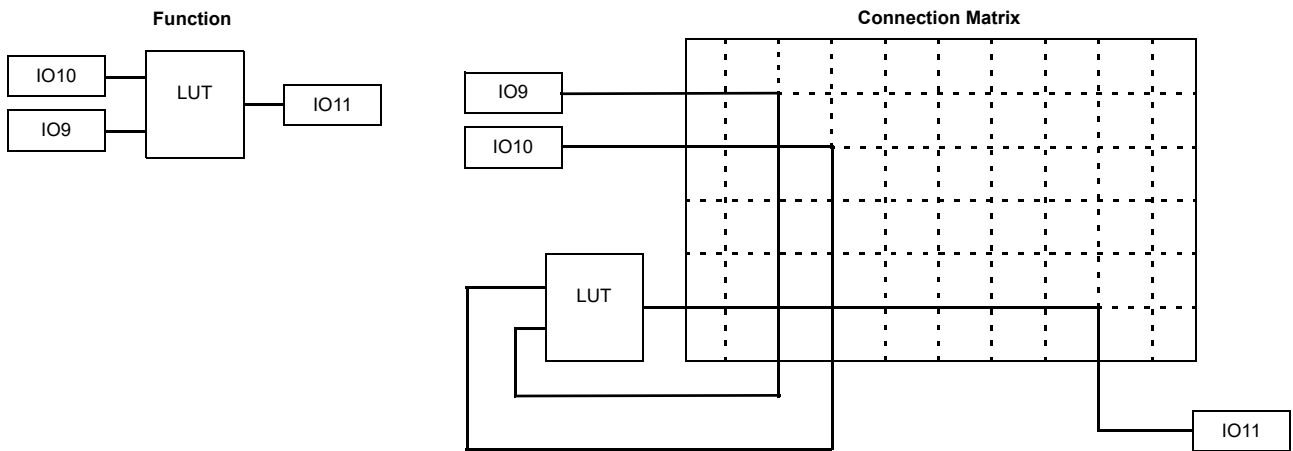 Function
IO10
IO9
LUT
IO11
Connection Matrix
IO9
IO10
LUT
IO11